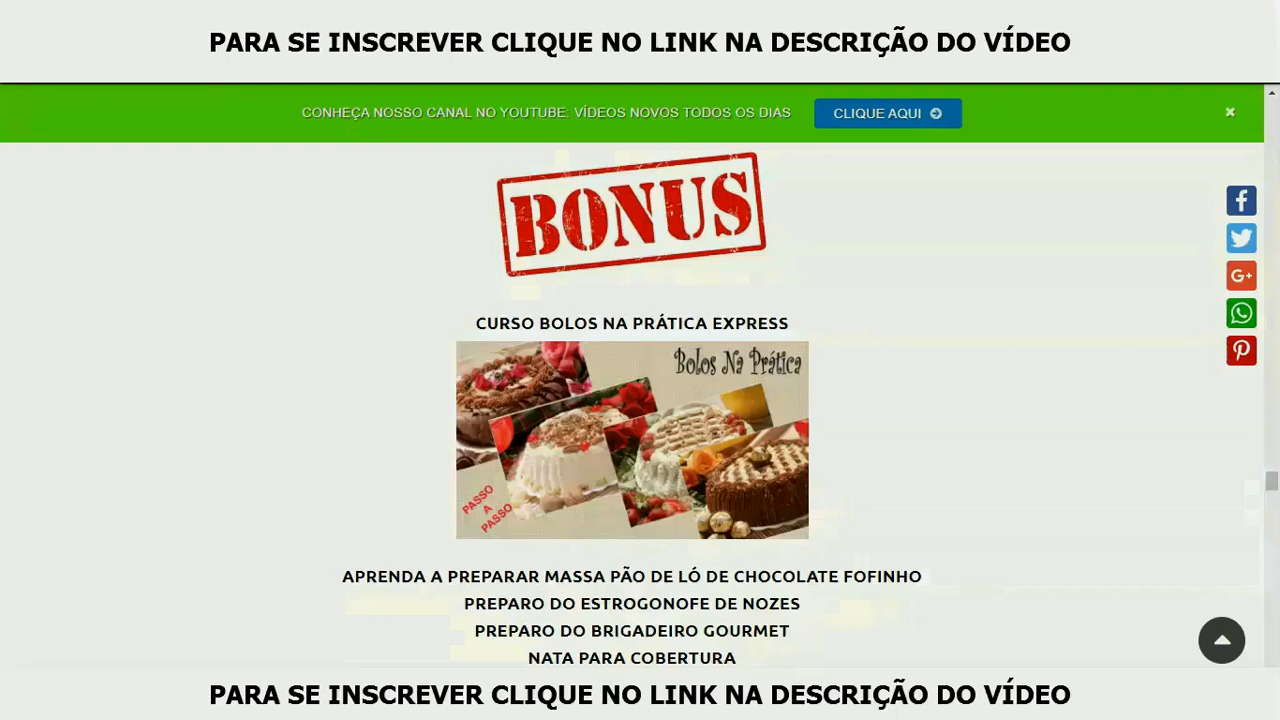 PARA SE INSCREVER CLIQUE NO LINK NA DESCRIÇÃO DO VÍDEO
CONHEÇA NOSSO CANAL NO YOUTUBE: VÍDEOS NOVOS TODOS OS DIAS
CLIQUE AQUI
BONUS
CURSO BOLOS NA PRÁTICA EXPRESS
Bolos Na Prática
PASSO
A
PASSO
APRENDA A PREPARAR MASSA PÃO DE LÓ DE CHOCOLATE FOFINHO
PREPARO DO ESTROGONOFE DE NOZES
PREPARO DO BRIGADEIRO GOURMET
NATA PARA COBERTURA
PARA SE INSCREVER CLIQUE NO LINK NA DESCRIÇÃO DO VÍDEO